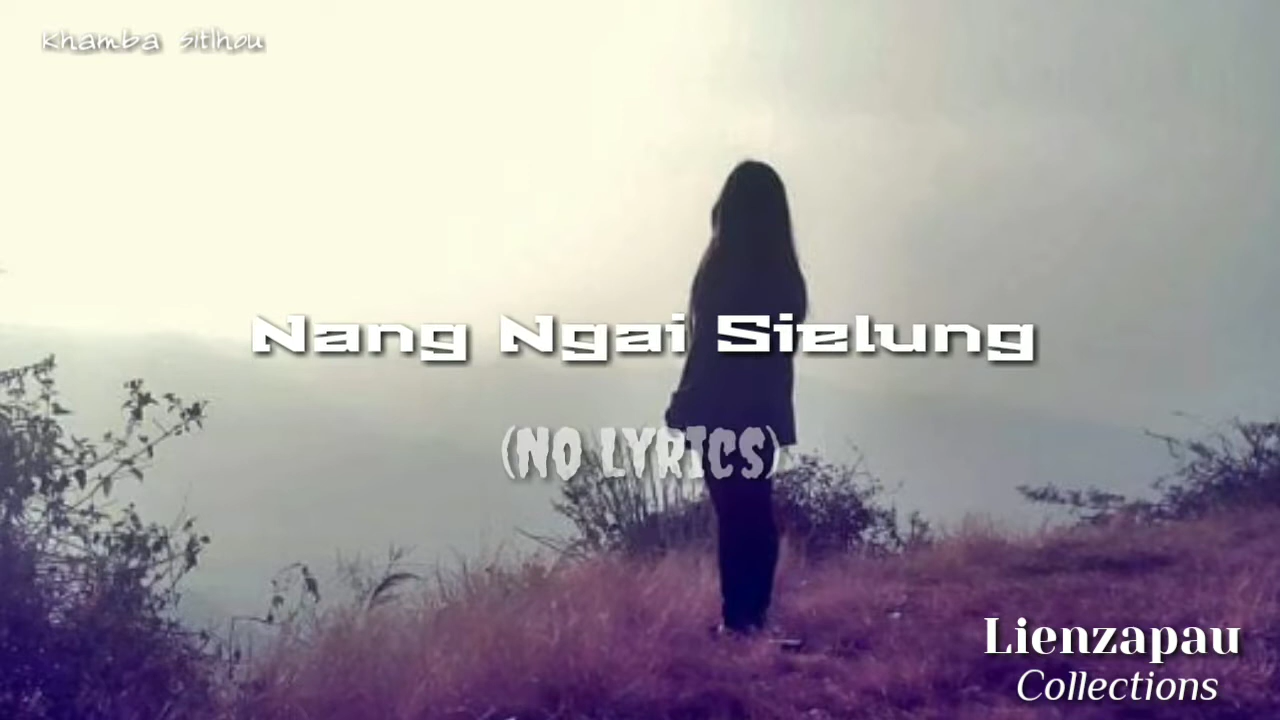 Khamba sitlhou
Nang Ngai Sielung
(NO LYRICS)
Lienzapau
Collections